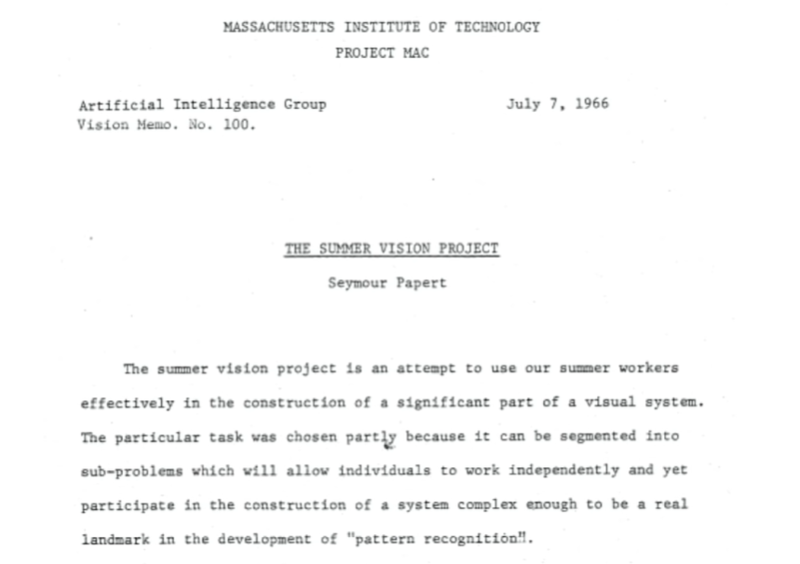 MASSACHUSETTS INSTITUTE OF TECHNOLOGY
PROJECT MAC
Artificial Intelligence Group July 7, 1966
Vision Memo. No. 100.
THE SUMMER VISION PROJECT
Seymour Papert
The summer vision project is an attempt to use our summer workers
effectively in the construction of a significant part of a visual system.
The particular task was chosen partly because it can be segmented into
sub-problems which will allow individuals to work independently and yet
participate in the construction of a system complex enough to be a real
landmark in the development of "pattern recognition".